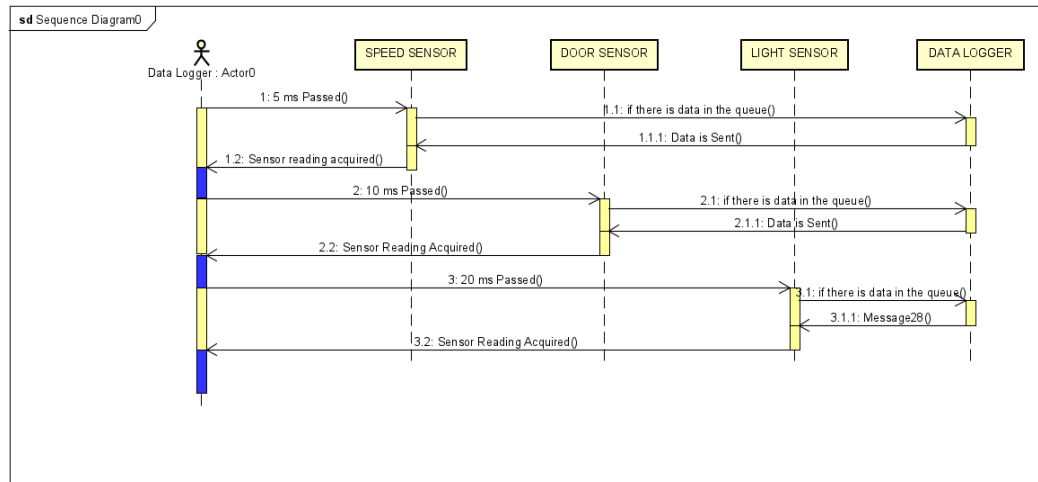 sd Sequence Diagram0
Data Logger : Actor0
SPEED SENSOR
DOOR SENSOR
LIGHT SENSOR
DATA LOGGER
1: 5 ms Passed()
1.1: if there is data in the queue()
1.1.1: Data is Sent()
1.2: Sensor reading acquired()
2: 10 ms Passed()
2.1: if there is data in the queue()
2.1.1: Data is Sent()
2.2: Sensor Reading Acquired()
3: 20 ms Passed()
3.1: if there is data in the queue()
3.1.1: Message28()
3.2: Sensor Reading Acquired()